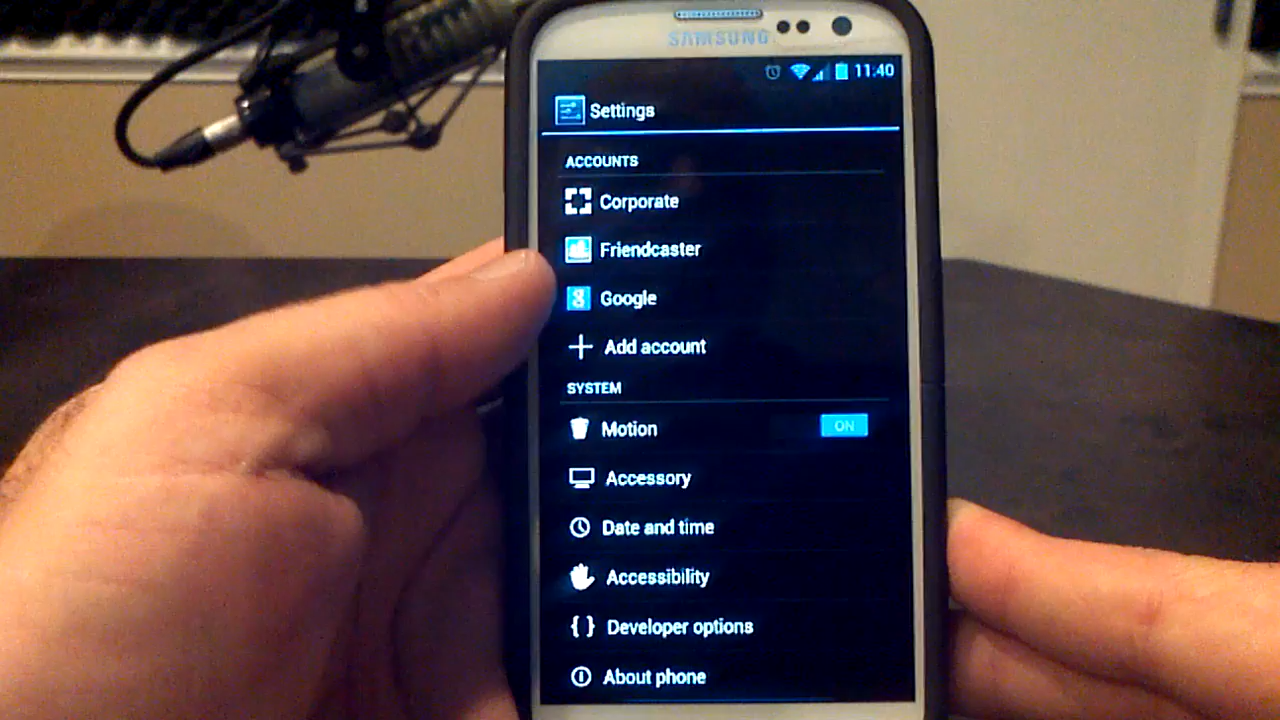 SAMSUNG
11:40
Settings
ACCOUNTS
Corporate
Friendcaster
Google
Add account
SYSTEM
Motion ON
Accessory
Date and time
Accessibility
Developer options
About phone